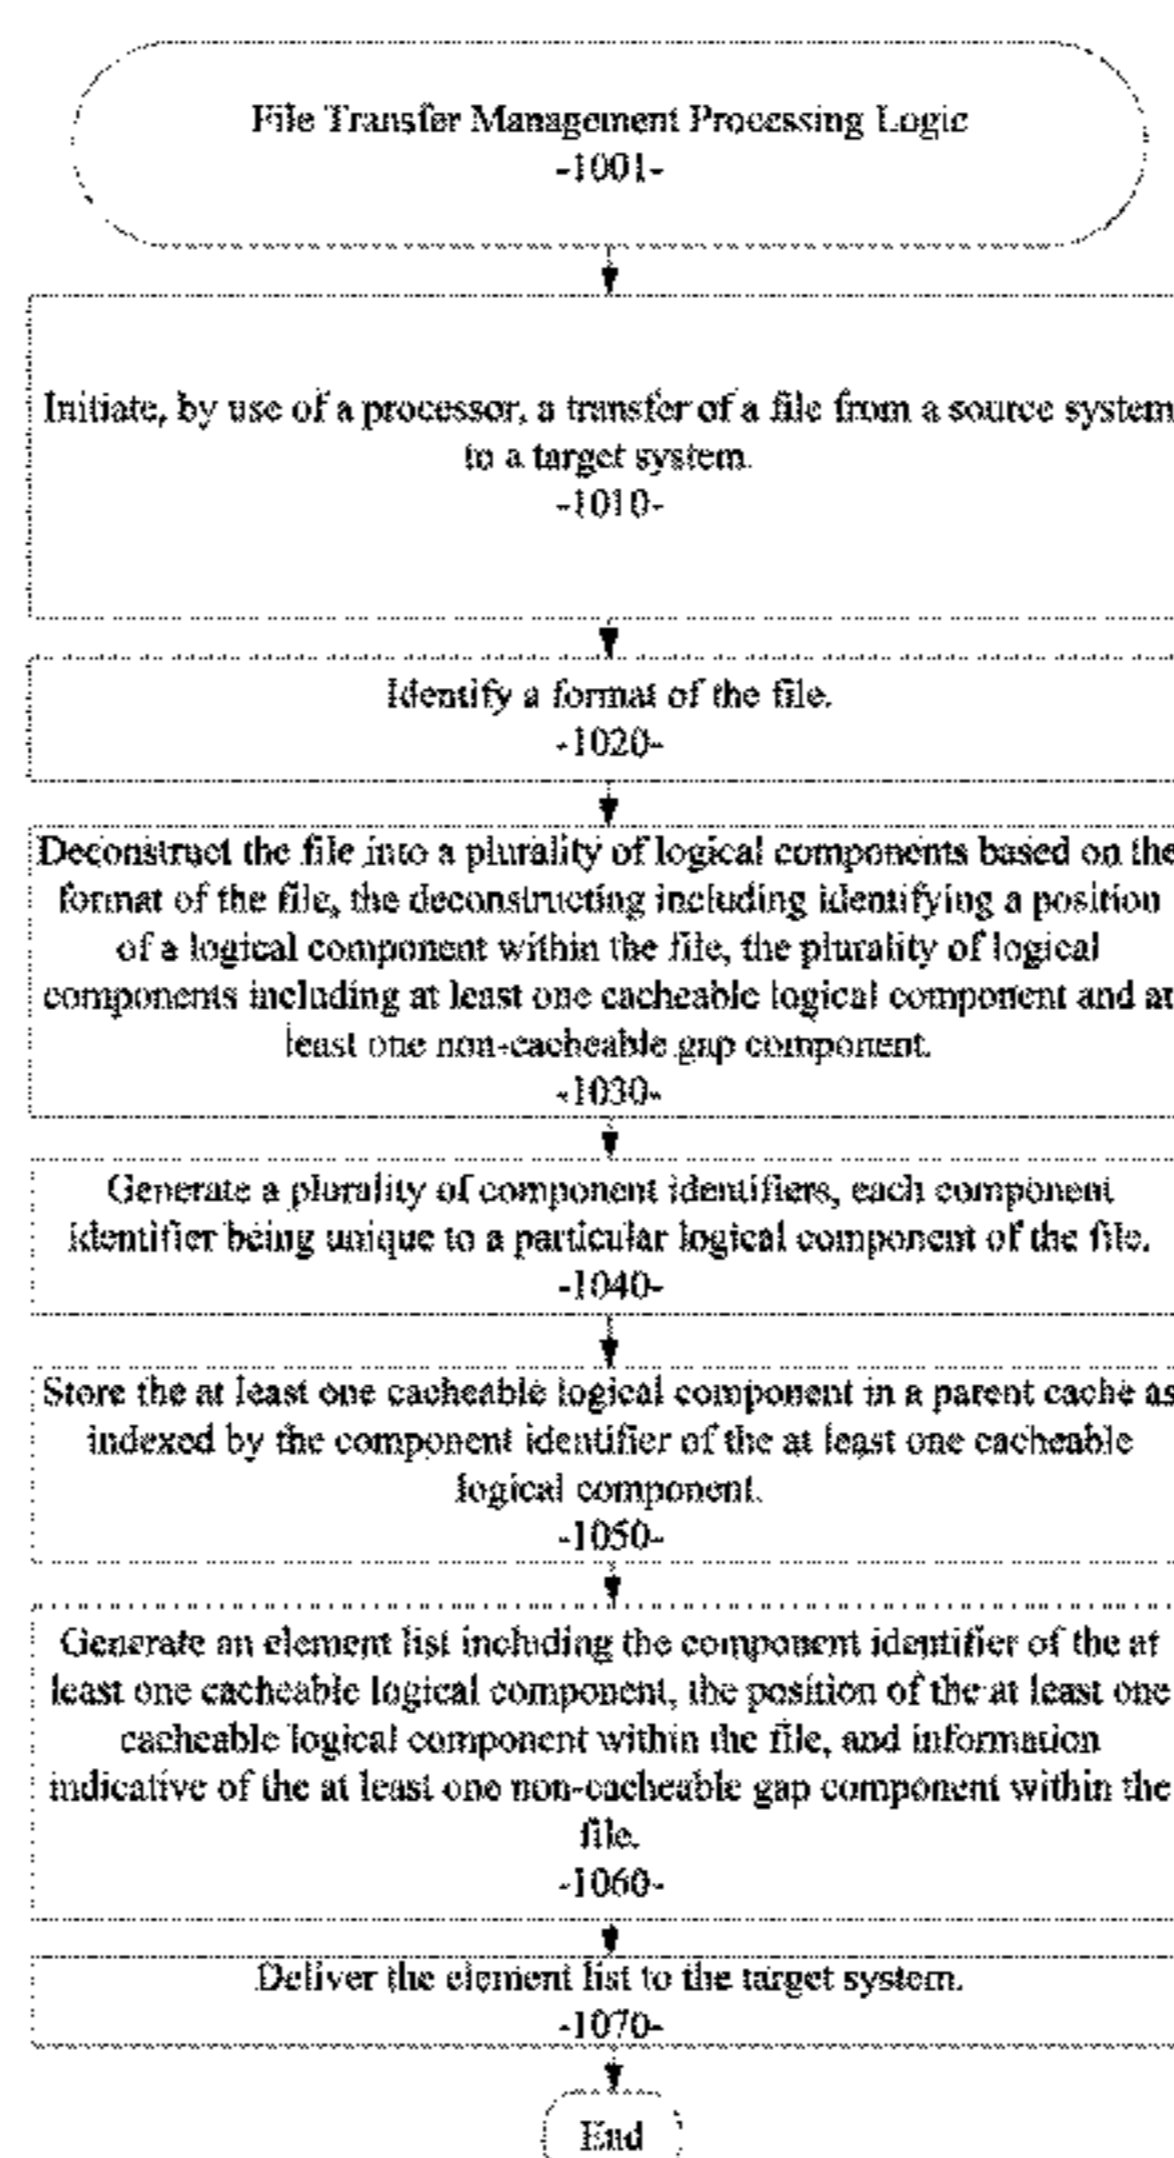 File Transfer Management Processing Logic
-1001-
Initiate, by use of a processor, a transfer of a file from a source system
to a target system.
-1010-
Identify a format of the file.
-1020-
Deconstruct the file into a plurality of logical components based on the
format of the file, the deconstructing including identifying a position
of a logical component within the file, the plurality of logical
components including at least one cacheable logical component and at
least one non-cacheable gap component.
-1030-
Generate a plurality of component identifiers, each component
identifier being unique to a particular logical component of the file.
-1040-
Store the at least one cacheable logical component in a parent cache as
indexed by the component identifier of the at least one cacheable
logical component.
-1050-
Generate an element list including the component identifier of the at
least one cacheable logical component, the position of the at least one
cacheable logical component within the file, and information
indicative of the at least one non-cacheable gap component within the
file.
-1060-
Deliver the element list to the target system.
-1070-
End